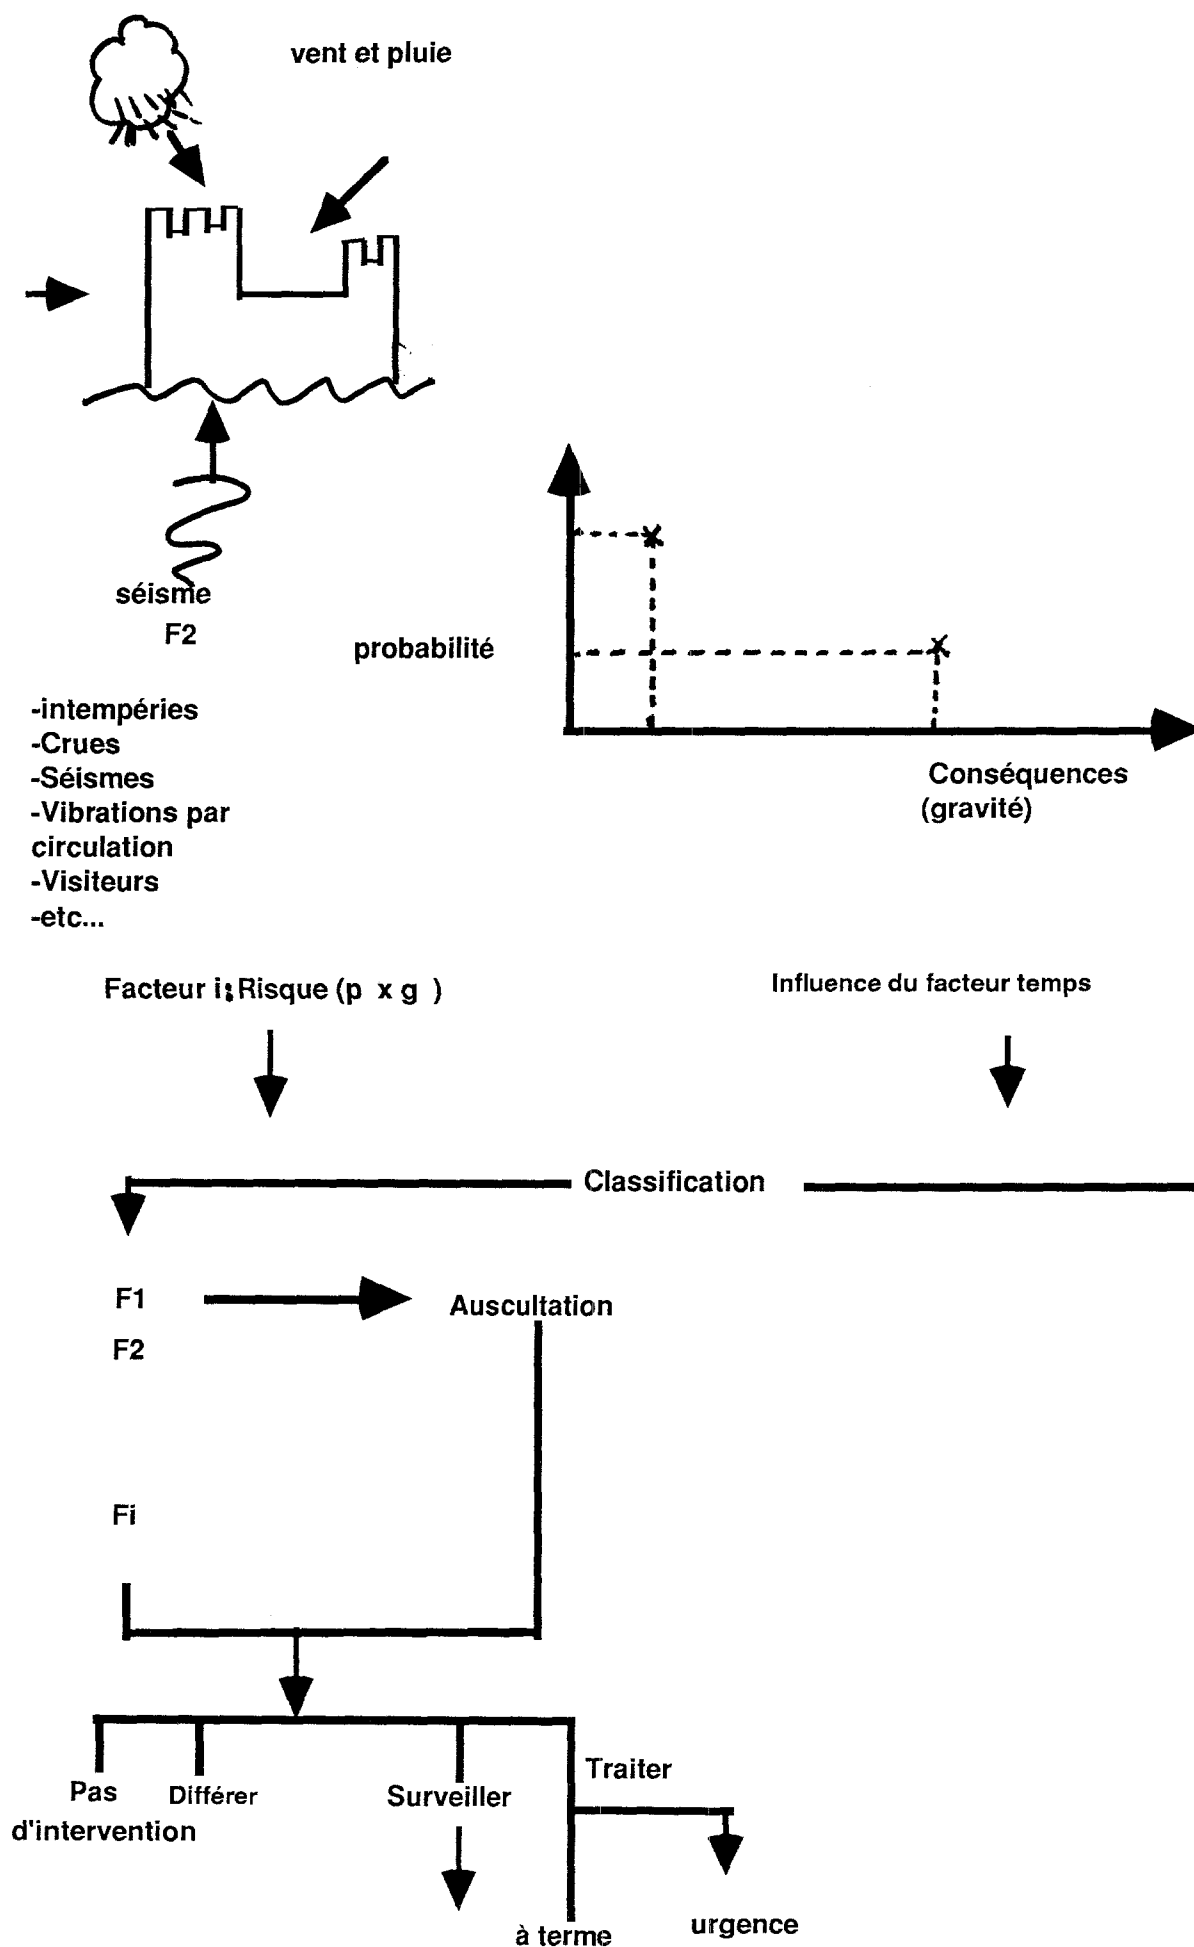 vent et pluie
séisme
F2
probabilité
-intempéries
-Crues
-Séismes
-Vibrations par
circulation
-Visiteurs
-etc...
Conséquences
(gravité)
Facteur i:Risque (p x g )
Influence du facteur temps
Classification
F1
Auscultation
F2
Fi
Traiter
Pas
d'intervention
Différer
Surveiller
à terme
urgence